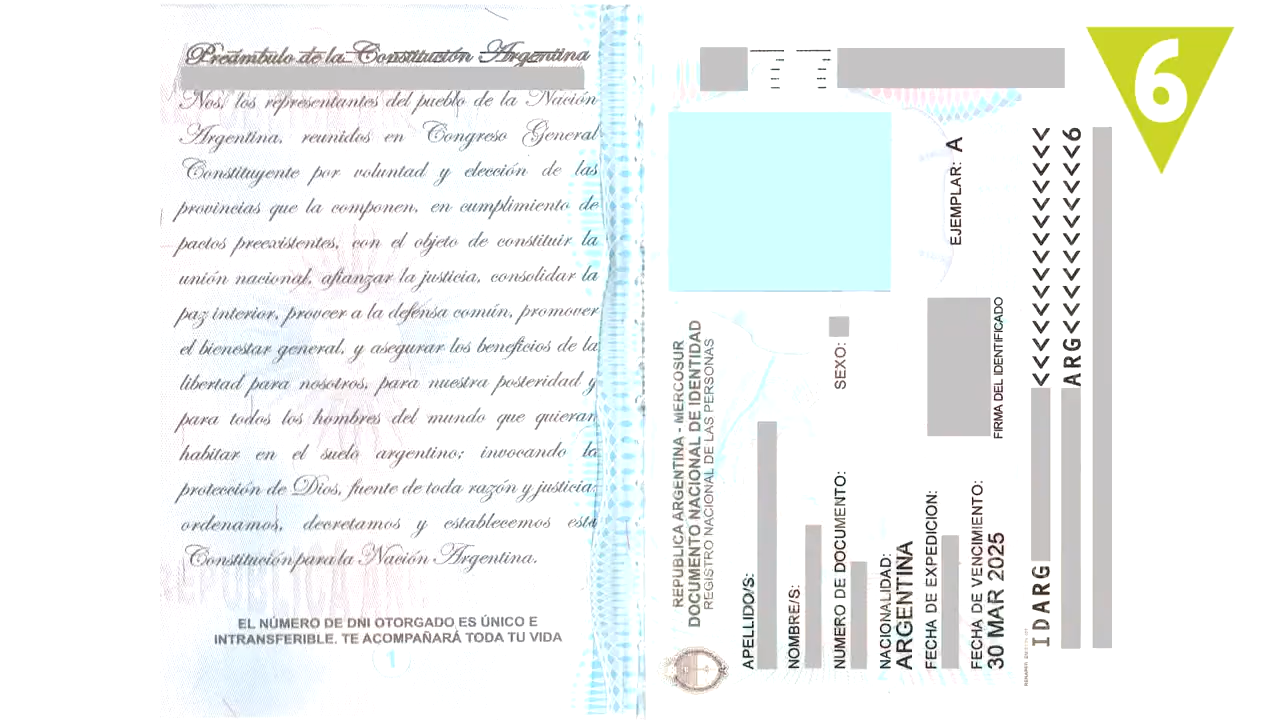 Preámbulo de la Constitución Argentina
Nos, los representantes del pueblo de la Nación
Argentina, reunidos en Congreso General
Constituyente por voluntad y elección de las
provincias que la componen, en cumplimiento de
pactos preexistentes, con el objeto de constituir la
unión nacional, afianzar la justicia, consolidar la
paz interior, proveer a la defensa común, promover
el bienestar general, y asegurar los beneficios de la
libertad para nosotros, para nuestra posteridad y
para todos los hombres del mundo que quieran
habitar en el suelo argentino; invocando la
protección de Dios, fuente de toda razón y justicia:
ordenamos, decretamos y establecemos esta
Constitución para la Nación Argentina.
EL NÚMERO DE DNI OTORGADO ES ÚNICO E
INTRANSFERIBLE. TE ACOMPAÑARÁ TODA TU VIDA
1
REPUBLICA ARGENTINA - MERCOSUR
DOCUMENTO NACIONAL DE IDENTIDAD
REGISTRO NACIONAL DE LAS PERSONAS
APELLIDO/S:
NOMBRE/S:
NUMERO DE DOCUMENTO:
SEXO:
NACIONALIDAD:
ARGENTINA
FECHA DE EXPEDICION:
EJEMPLAR: A
FECHA DE VENCIMIENTO:
30 MAR 2025
FIRMA DEL IDENTIFICADO
IDARG <<<<<<<<<<<<<<
ARG<<<<<<<<<<<6
6